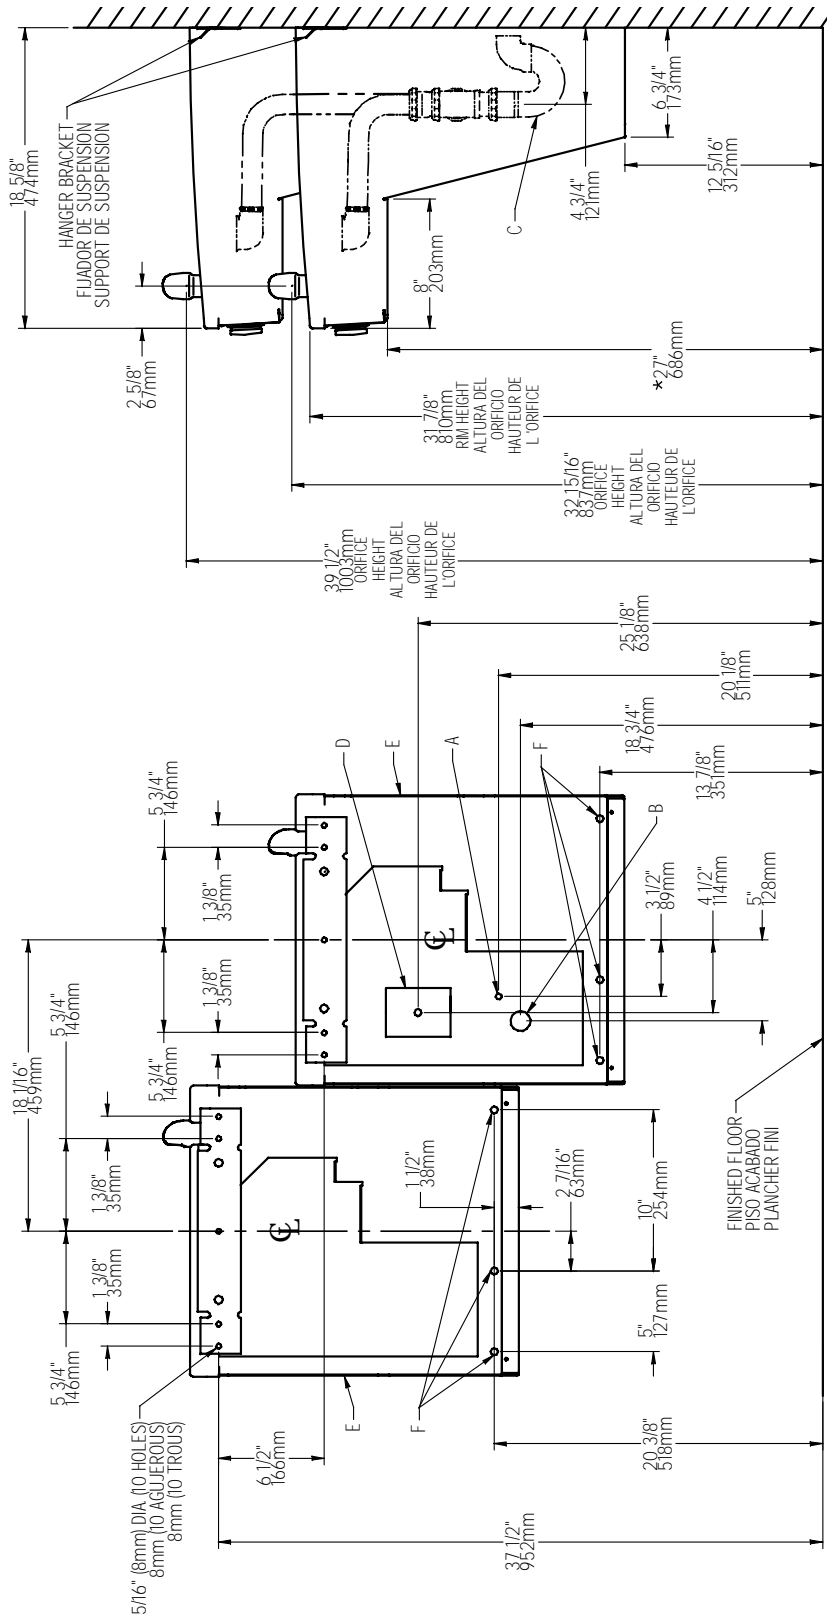 18 5/8"
474mm
HANGER BRACKET
FIJADOR DE SUSPENSION
SUPPORT DE SUSPENSION
2 5/8"
67mm
8"
203mm
C
4 3/4"
121mm
6 3/4"
173mm
12 5/16"
312mm
*27"
686mm
31 7/8"
810mm
RIM HEIGHT
ALTURA DEL
ORIFICIO
HAUTEUR DE
L'ORIFICE
32 15/16"
837mm
ORIFICE
HEIGHT
ALTURA DEL
ORIFICIO
HAUTEUR DE
L'ORIFICE
39 1/2"
1003mm
ORIFICE
HEIGHT
ALTURA DEL
ORIFICIO
HAUTEUR DE
L'ORIFICE
25 1/8"
638mm
20 1/8"
511mm
18 3/4"
476mm
13 7/8"
351mm
D
E
A
F
B
5 3/4"
146mm
1 3/8"
35mm
1 3/8"
35mm
5 3/4"
146mm
CL
3 1/2"
89mm
4 1/2"
114mm
5"
128mm
18 1/16"
459mm
5 3/4"
146mm
1 3/8"
35mm
1 3/8"
35mm
5 3/4"
146mm
CL
5/16" (8mm) DIA. (10 HOLES)
8mm (10 AGUJEROUS)
8mm (10 TROUS)
E
F
6 1/2"
166mm
1 1/2"
38mm
2 7/16"
63mm
10"
254mm
5"
127mm
20 3/8"
518mm
37 1/2"
952mm
FINISHED FLOOR
PISO ACABADO
PLANCHER FINI